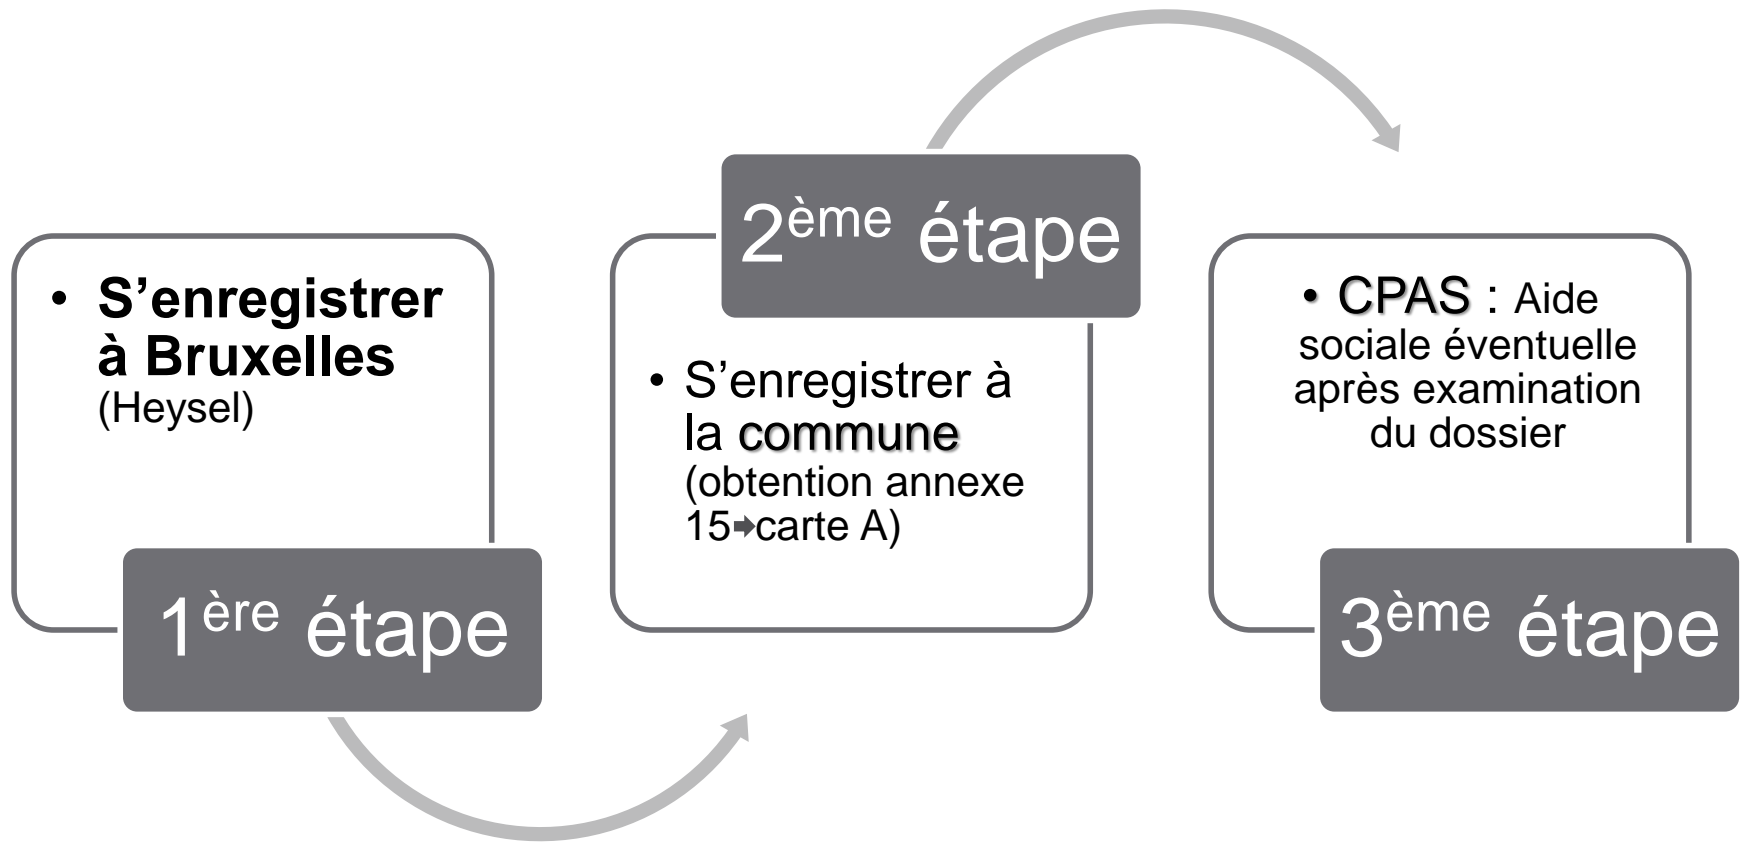 • S’enregistrer
à Bruxelles
(Heysel)
1ère étape
2ème étape
• S’enregistrer à
la commune
(obtention annexe
15➡carte A)
• CPAS : Aide
sociale éventuelle
après examination
du dossier
3ème étape